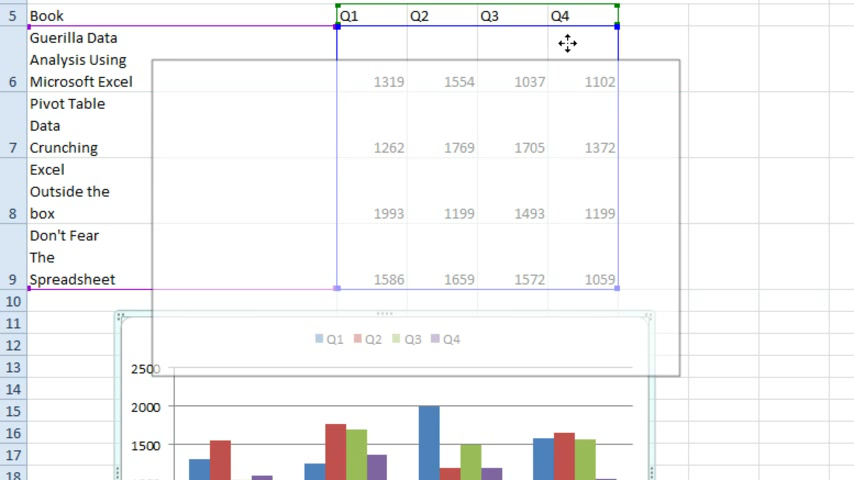 5 Book Q1 Q2 Q3 Q4
Guerilla Data
Analysis Using
6 Microsoft Excel 1319 1554 1037 1102
Pivot Table
Data
7 Crunching 1262 1769 1705 1372
Excel
Outside the
8 box 1993 1199 1493 1199
Don't Fear
The
9 Spreadsheet 1586 1659 1572 1059
10
11
12 Q1 Q2 Q3 Q4
13 2500
14
15 2000
16
17 1500
18